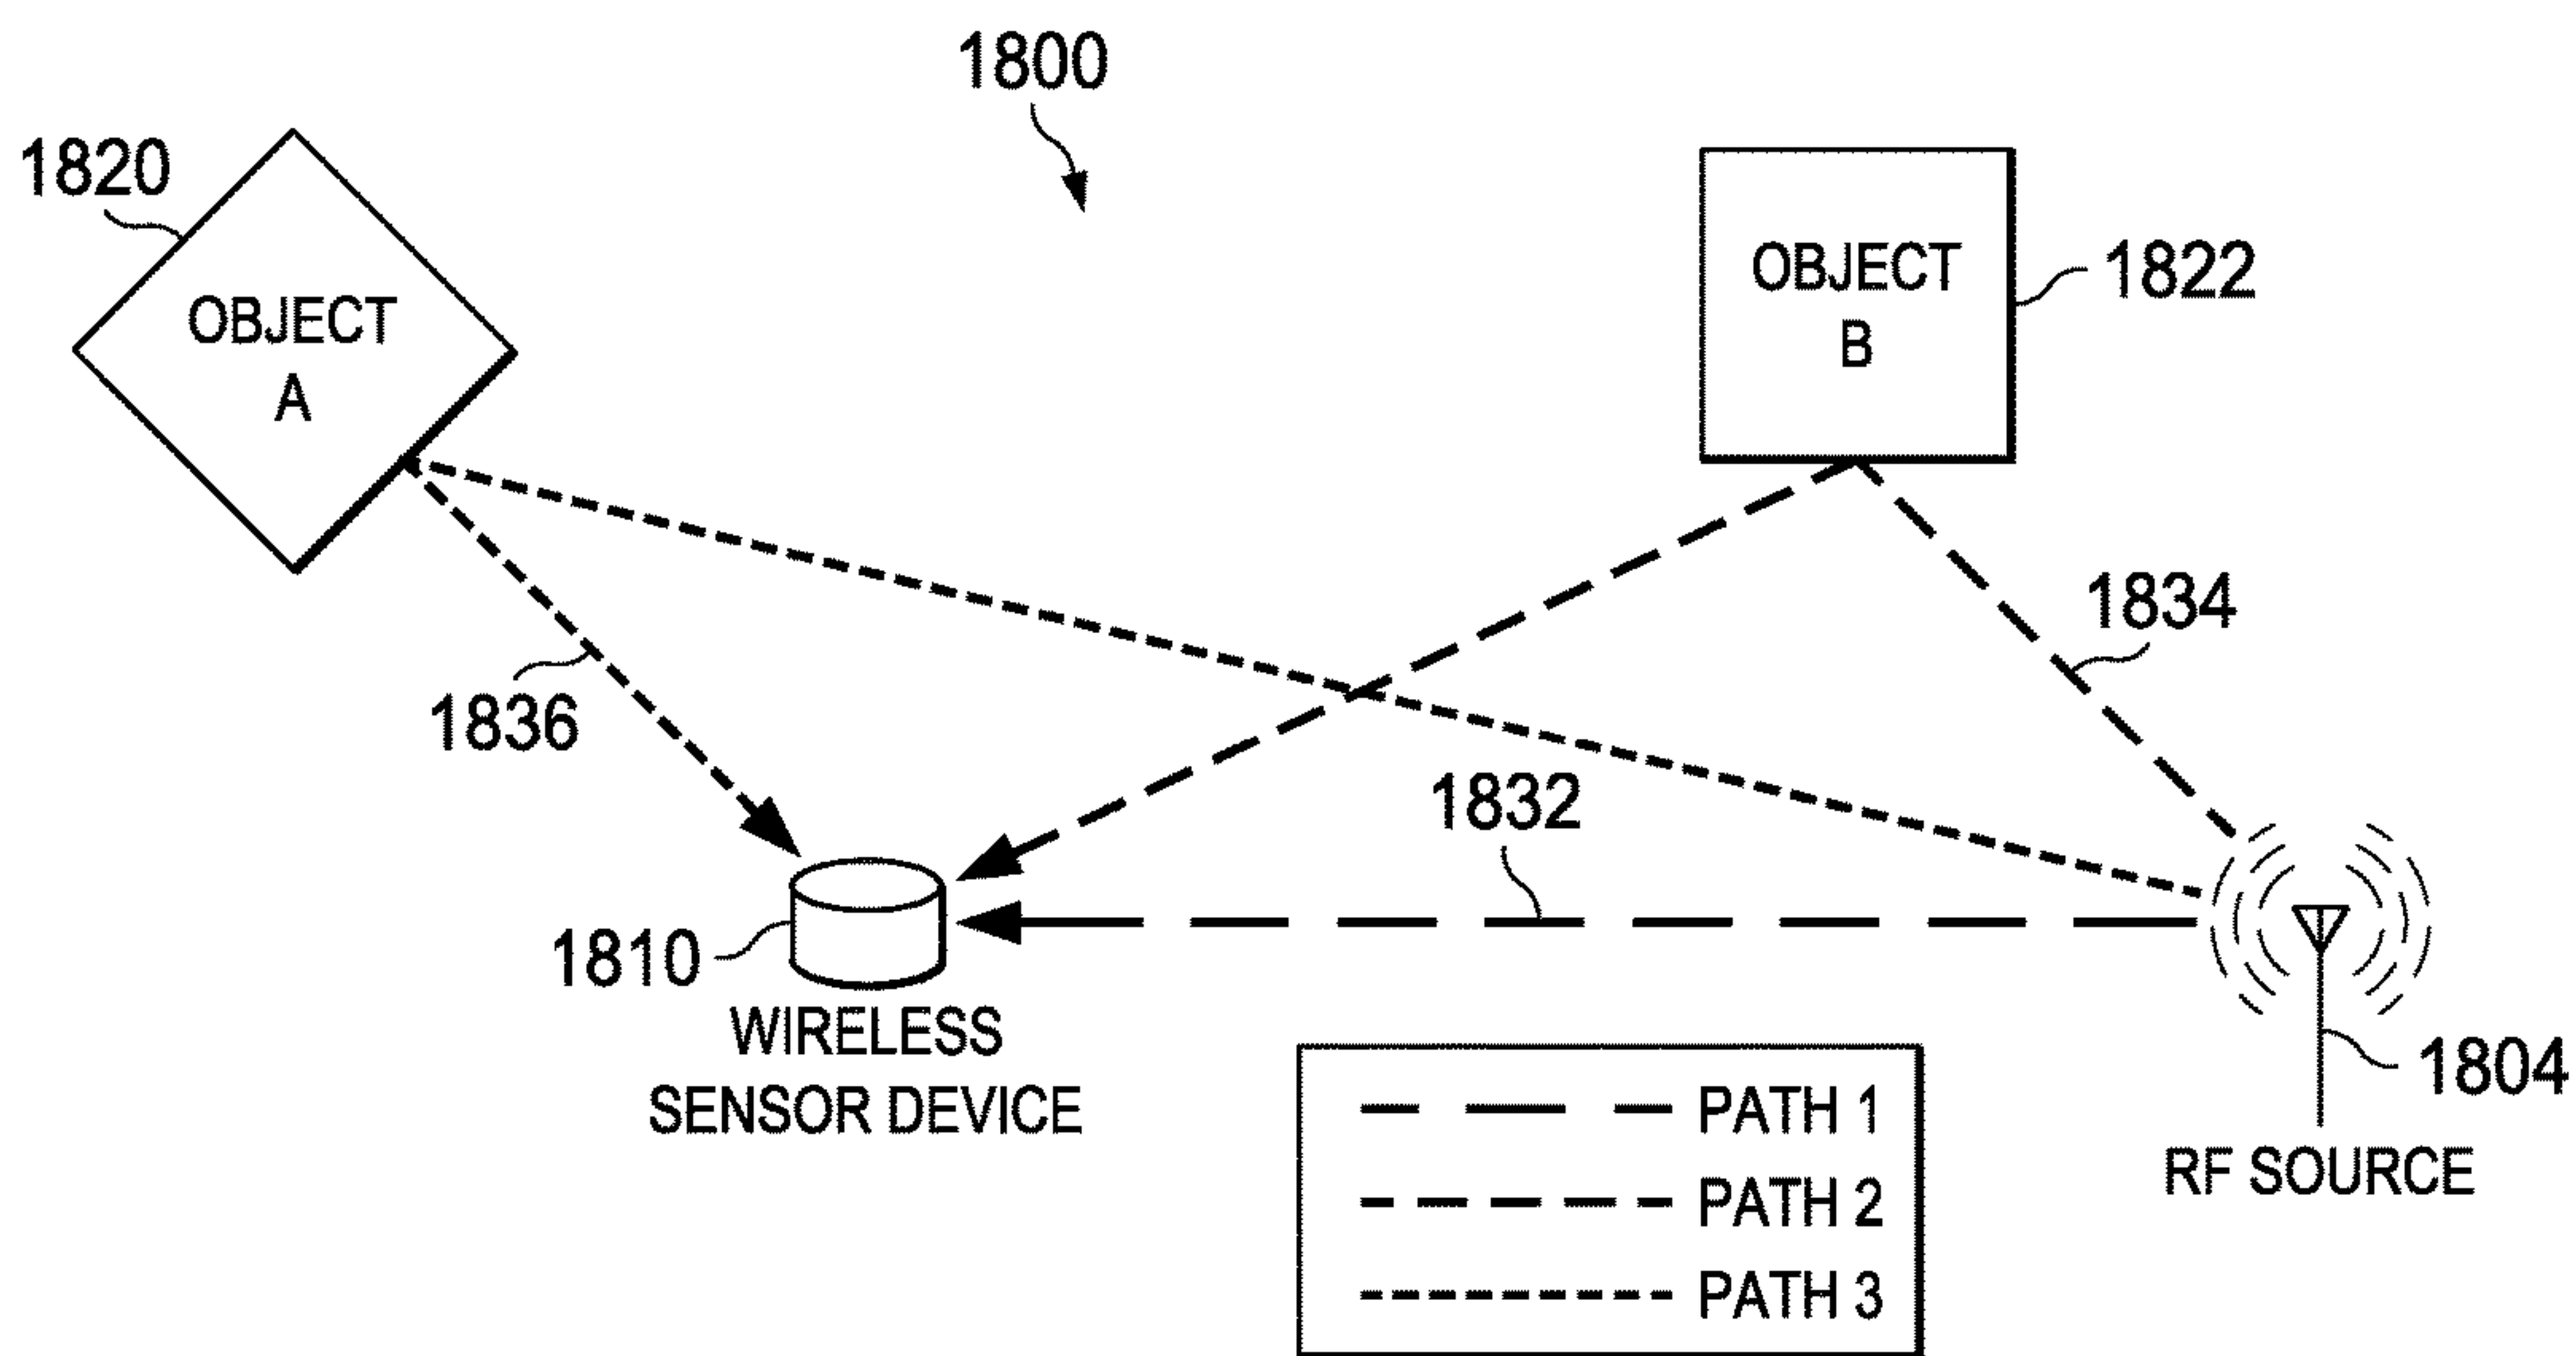 1800
1820
OBJECT
A
OBJECT
B
1822
1834
1836
1832
1810
WIRELESS
SENSOR DEVICE
1804
RF SOURCE
PATH 1
PATH 2
PATH 3